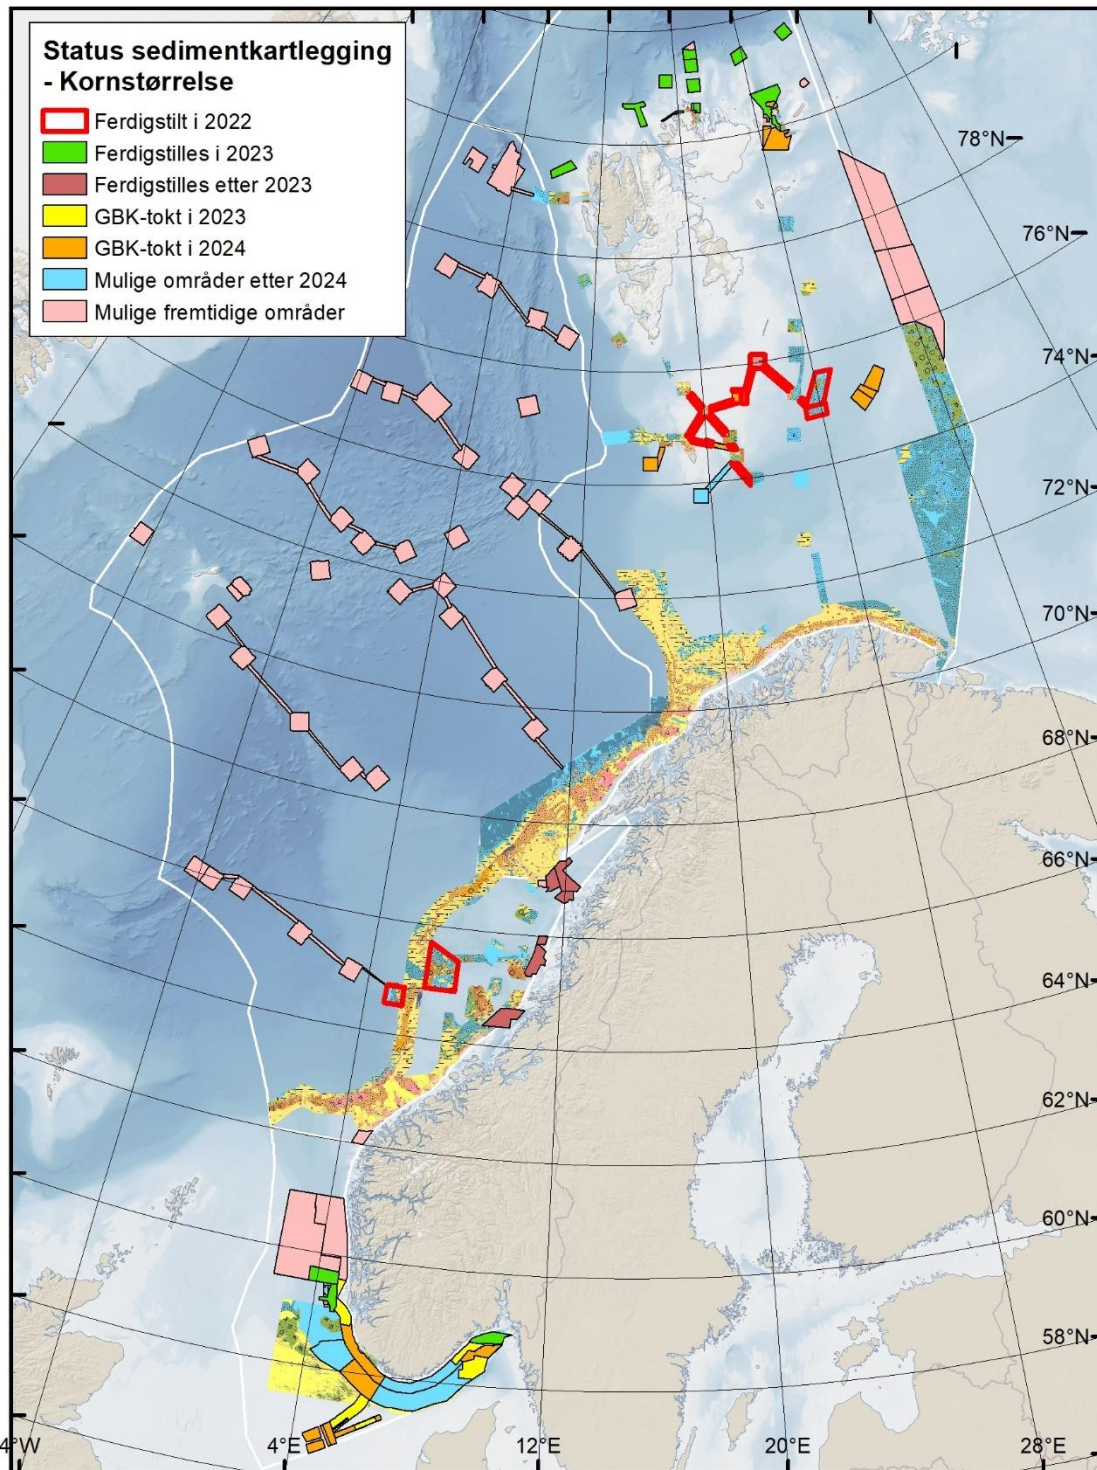 Status sedimentkartlegging
- Kornstørrelse
Ferdigstilt i 2022
Ferdigstilles i 2023
Ferdigstilles etter 2023
GBK-tokt i 2023
GBK-tokt i 2024
Mulige områder etter 2024
Mulige fremtidige områder
78°N
76°N
74°N
72°N
70°N
68°N
66°N
64°N
62°N
60°N
58°N
4°W
4°E
12°E
20°E
28°E